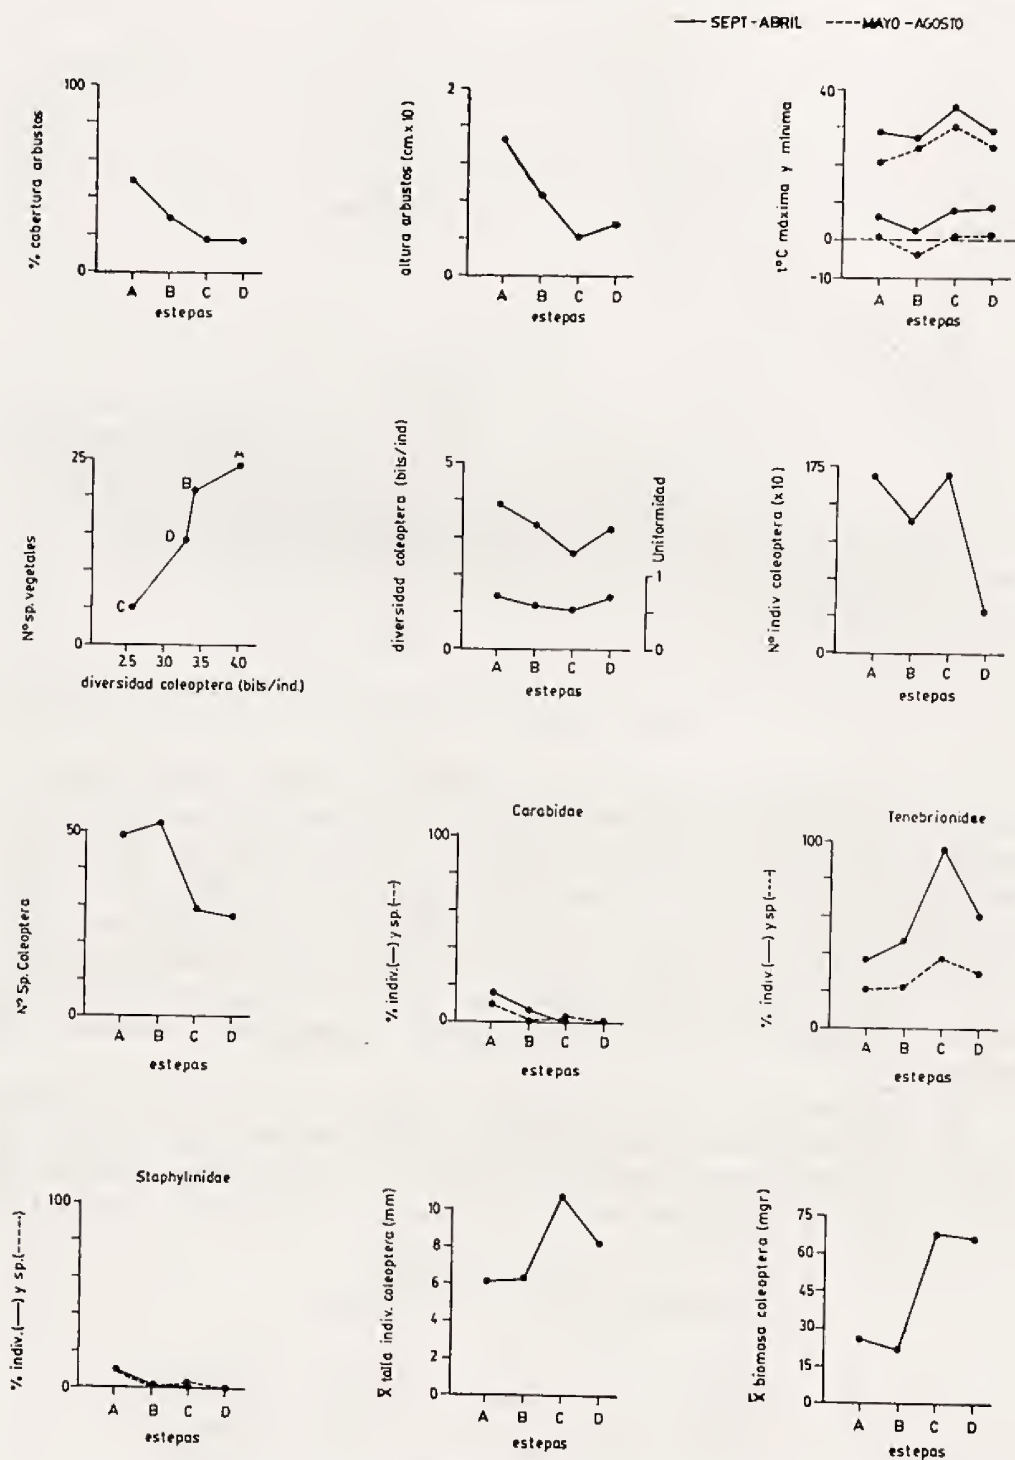 SEPT-ABRIL MAYO-AGOSTO
100
0
% cobertura arbustos
A B C D
estepas
2
0
altura arbustos (cm.x10)
A B C D
estepas
40
0
-10
t°C máxima y mínima
A B C D
estepas
25
0
Nº sp. vegetales
A
B
D
C
2.5 3.0 3.5 4.0
diversidad coleoptera (bits/ind.)
5
0
diversidad coleoptera (bits/ind)
1
0
Uniformidad
A B C D
estepas
175
0
Nº indiv coleoptera (x10)
A B C D
estepas
50
0
Nº Sp. Coleoptera
A B C D
estepas
Carabidae
100
0
% indiv.(—) y sp.(---)
A B C D
estepas
Tenebrionidae
100
0
% indiv (—) y sp (----)
A B C D
estepas
Staphylinidae
100
0
% indiv.(—) y sp.(-----)
A B C D
estepas
10
8
6
4
2
0
X̅ talla indiv. coleoptera (mm)
A B C D
estepas
75
60
45
30
15
0
X̅ biomasa coleoptera (mgr)
A B C D
estepas